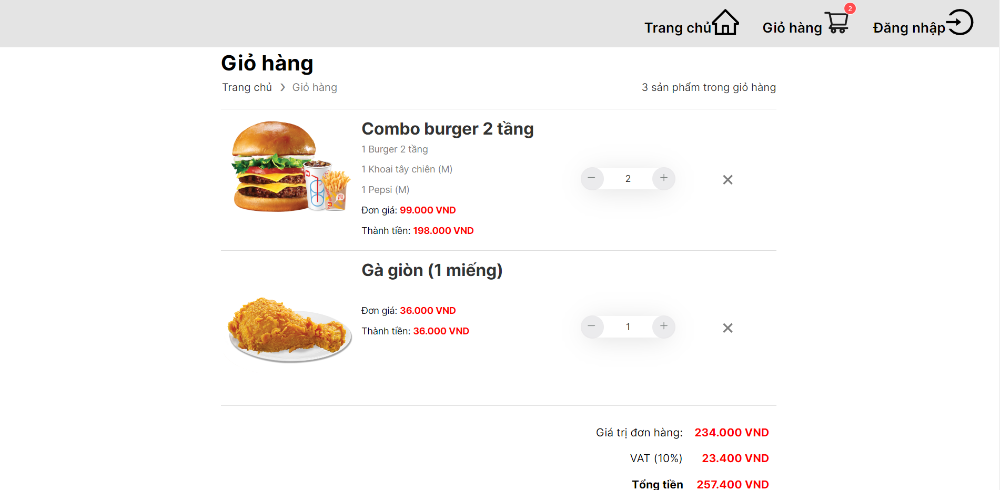 Trang chủ Giỏ hàng 2 Đăng nhập
Giỏ hàng
Trang chủ › Giỏ hàng 3 sản phẩm trong giỏ hàng
Combo burger 2 tầng
1 Burger 2 tầng
1 Khoai tây chiên (M)
1 Pepsi (M)
Đơn giá: 99.000 VND
Thành tiền: 198.000 VND
− 2 + ×
Gà giòn (1 miếng)
Đơn giá: 36.000 VND
Thành tiền: 36.000 VND
− 1 + ×
Giá trị đơn hàng: 234.000 VND
VAT (10%) 23.400 VND
Tổng tiền 257.400 VND